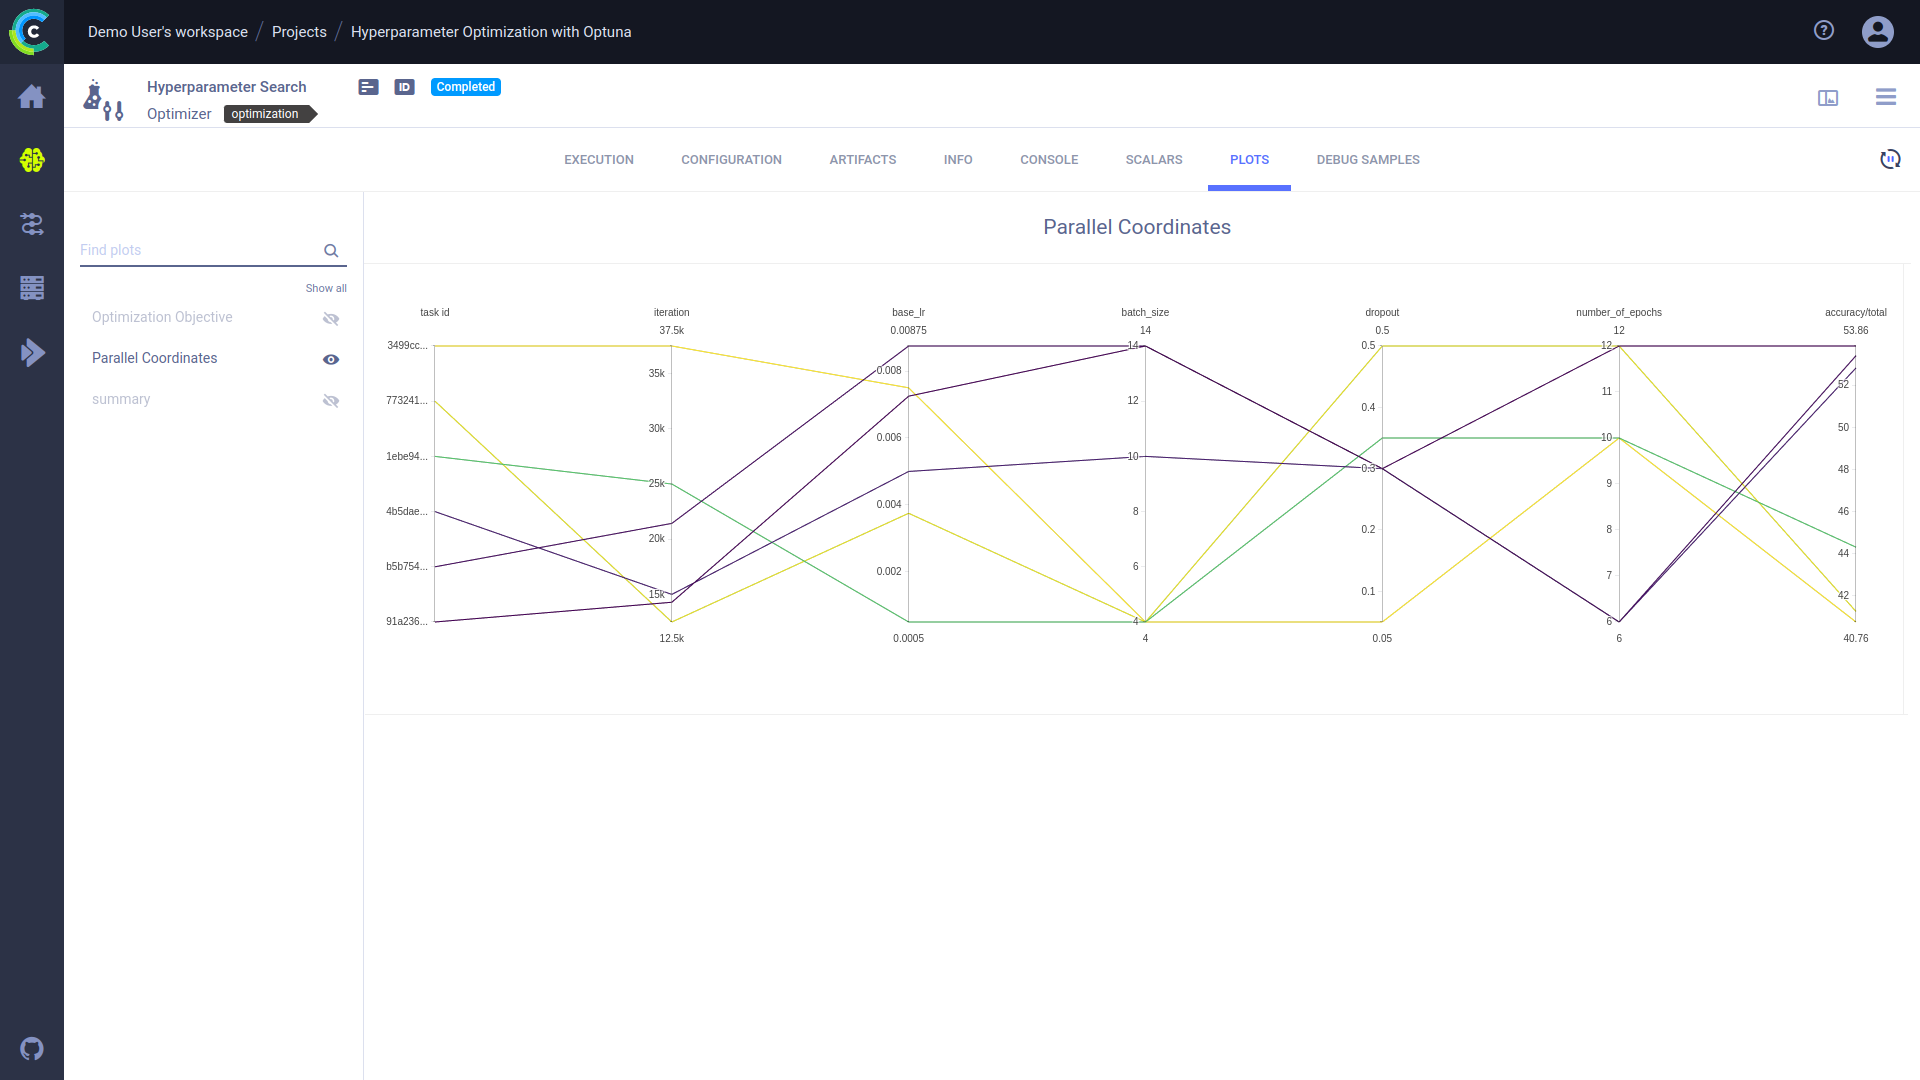 Demo User's workspace / Projects / Hyperparameter Optimization with Optuna
Hyperparameter Search ID Completed
Optimizer optimization
EXECUTION CONFIGURATION ARTIFACTS INFO CONSOLE SCALARS PLOTS DEBUG SAMPLES
Find plots
Show all
Optimization Objective
Parallel Coordinates
summary
Parallel Coordinates
task id iteration base_lr batch_size dropout number_of_epochs accuracy/total
37.5k 0.00875 14 0.5 12 53.86
3499cc...
773241...
1ebe94...
4b5dae...
b5b754...
91a236...
35k
30k
25k
20k
15k
0.008
0.006
0.004
0.002
14
12
10
8
6
4
0.5
0.4
0.3
0.2
0.1
12
11
10
9
8
7
6
52
50
48
46
44
42
12.5k 0.0005 4 0.05 6 40.76